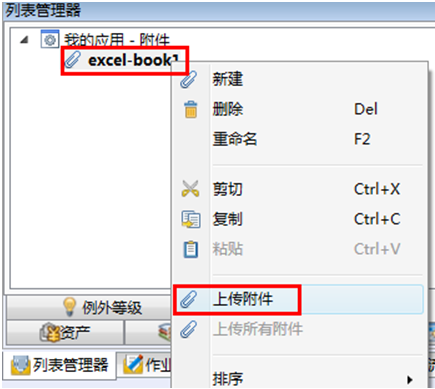 列表管理器
我的应用 - 附件
excel-book1
新建
删除 Del
重命名 F2
剪切 Ctrl+X
复制 Ctrl+C
粘贴 Ctrl+V
上传附件
上传所有附件
排序
例外等级
资产
列表管理器 作业